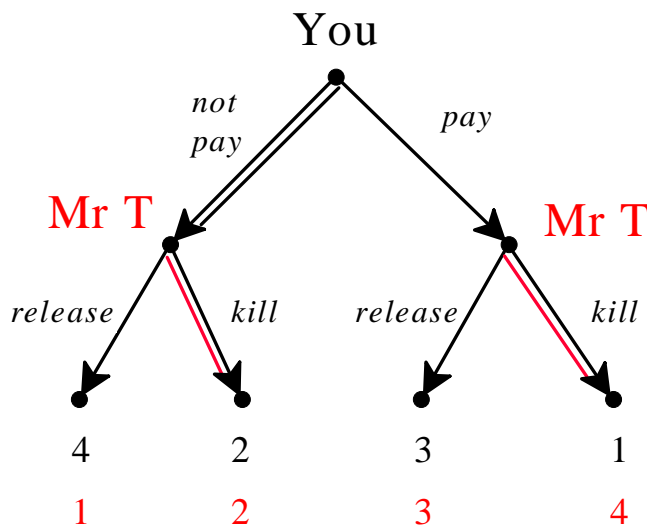 You
not
pay
pay
Mr T
Mr T
release
kill
release
kill
4 2 3 1
1 2 3 4